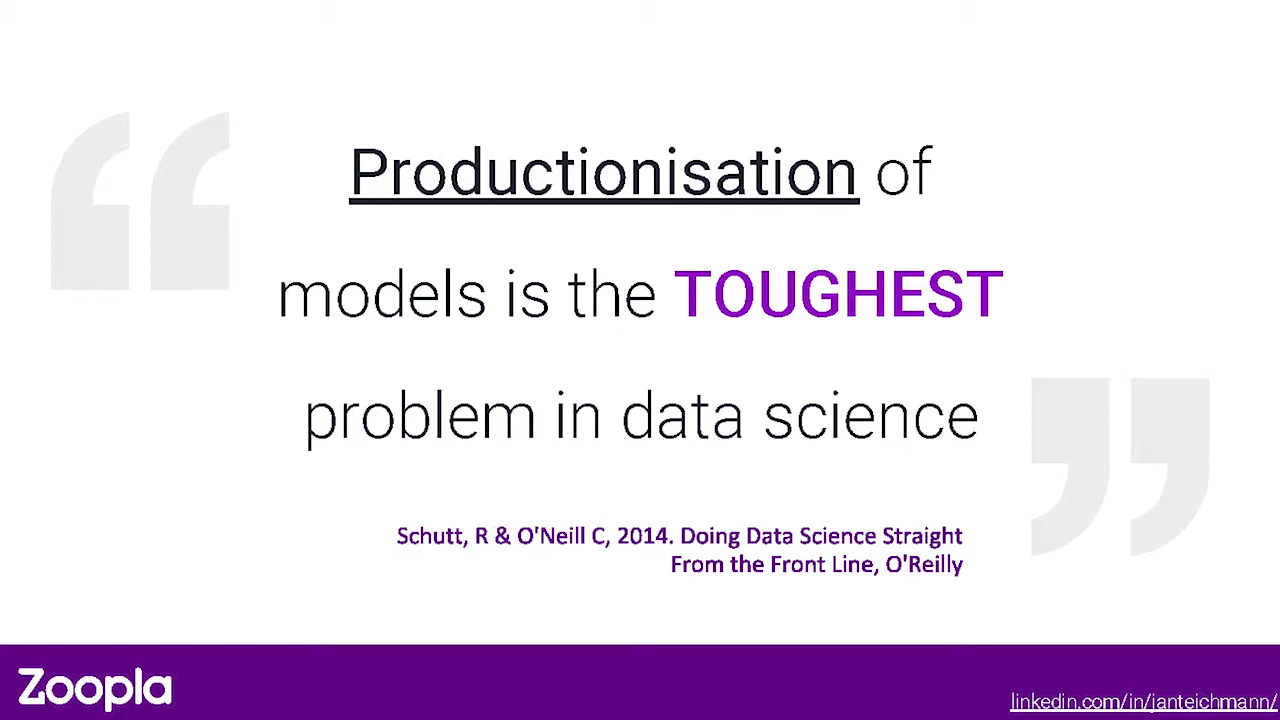 Productionisation of
models is the TOUGHEST
problem in data science
Schutt, R & O'Neill C, 2014. Doing Data Science Straight
From the Front Line, O'Reilly
Zoopla
linkedin.com/in/janteichmann/